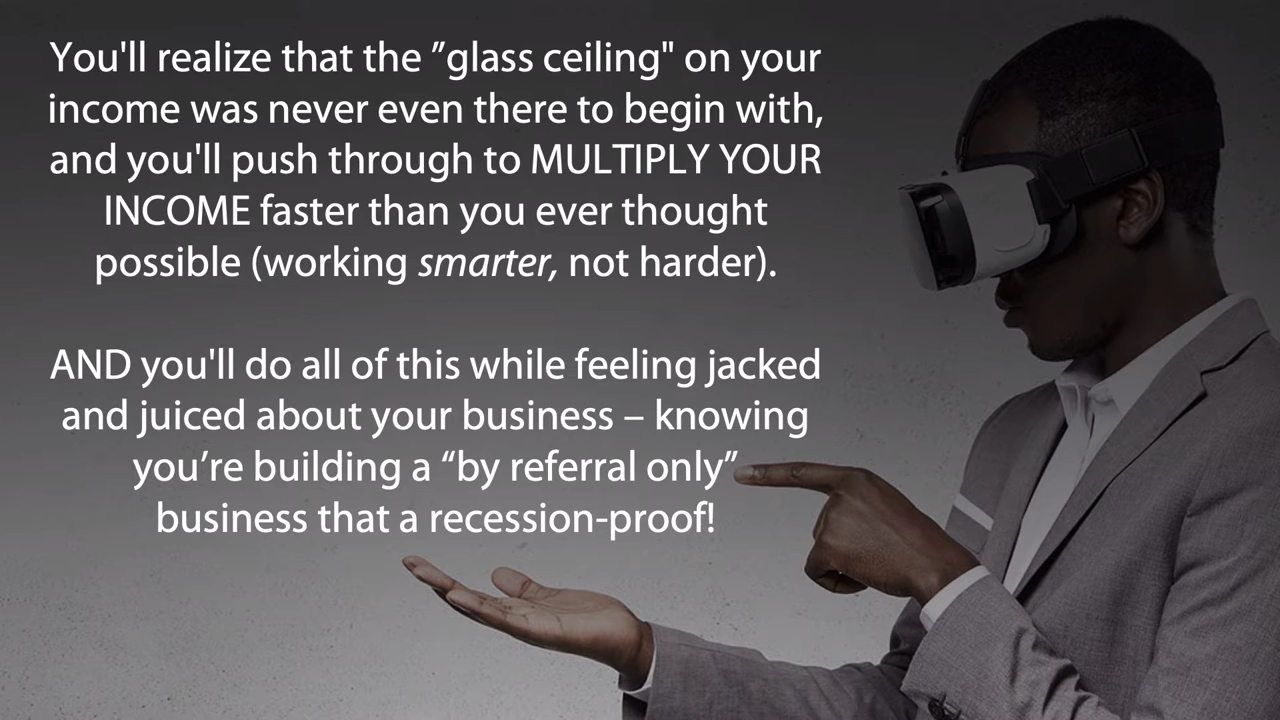 You'll realize that the ”glass ceiling" on your
income was never even there to begin with,
and you'll push through to MULTIPLY YOUR
INCOME faster than you ever thought
possible (working smarter, not harder).
AND you'll do all of this while feeling jacked
and juiced about your business – knowing
you’re building a “by referral only”
business that a recession-proof!